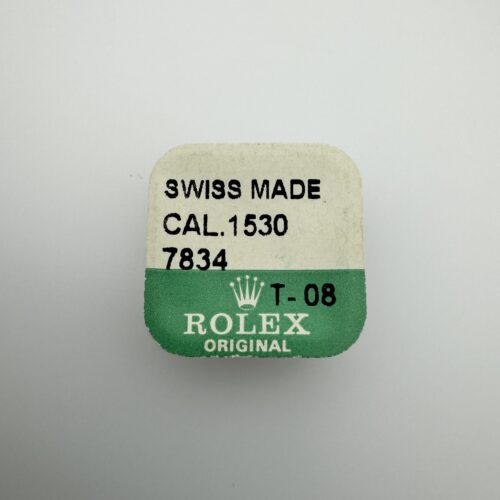 SWISS MADE
CAL.1530
7834
T-08
ROLEX
ORIGINAL